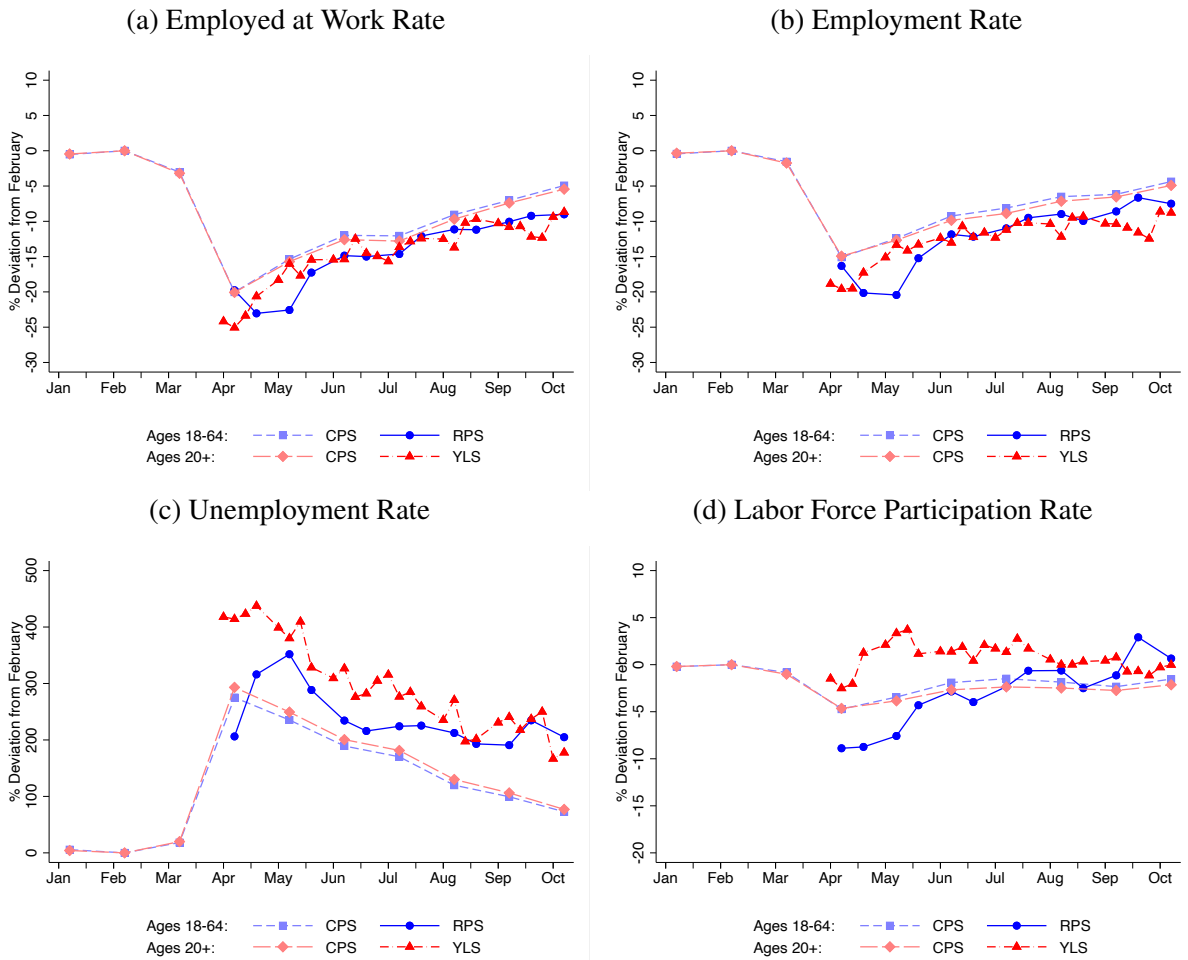 (a) Employed at Work Rate
% Deviation from February
10
5
0
-5
-10
-15
-20
-25
-30
Jan Feb Mar Apr May Jun Jul Aug Sep Oct
Ages 18-64: CPS RPS
Ages 20+: CPS YLS
(b) Employment Rate
% Deviation from February
10
5
0
-5
-10
-15
-20
-25
-30
Jan Feb Mar Apr May Jun Jul Aug Sep Oct
Ages 18-64: CPS RPS
Ages 20+: CPS YLS
(c) Unemployment Rate
% Deviation from February
500
400
300
200
100
0
Jan Feb Mar Apr May Jun Jul Aug Sep Oct
Ages 18-64: CPS RPS
Ages 20+: CPS YLS
(d) Labor Force Participation Rate
% Deviation from February
10
5
0
-5
-10
-15
-20
Jan Feb Mar Apr May Jun Jul Aug Sep Oct
Ages 18-64: CPS RPS
Ages 20+: CPS YLS